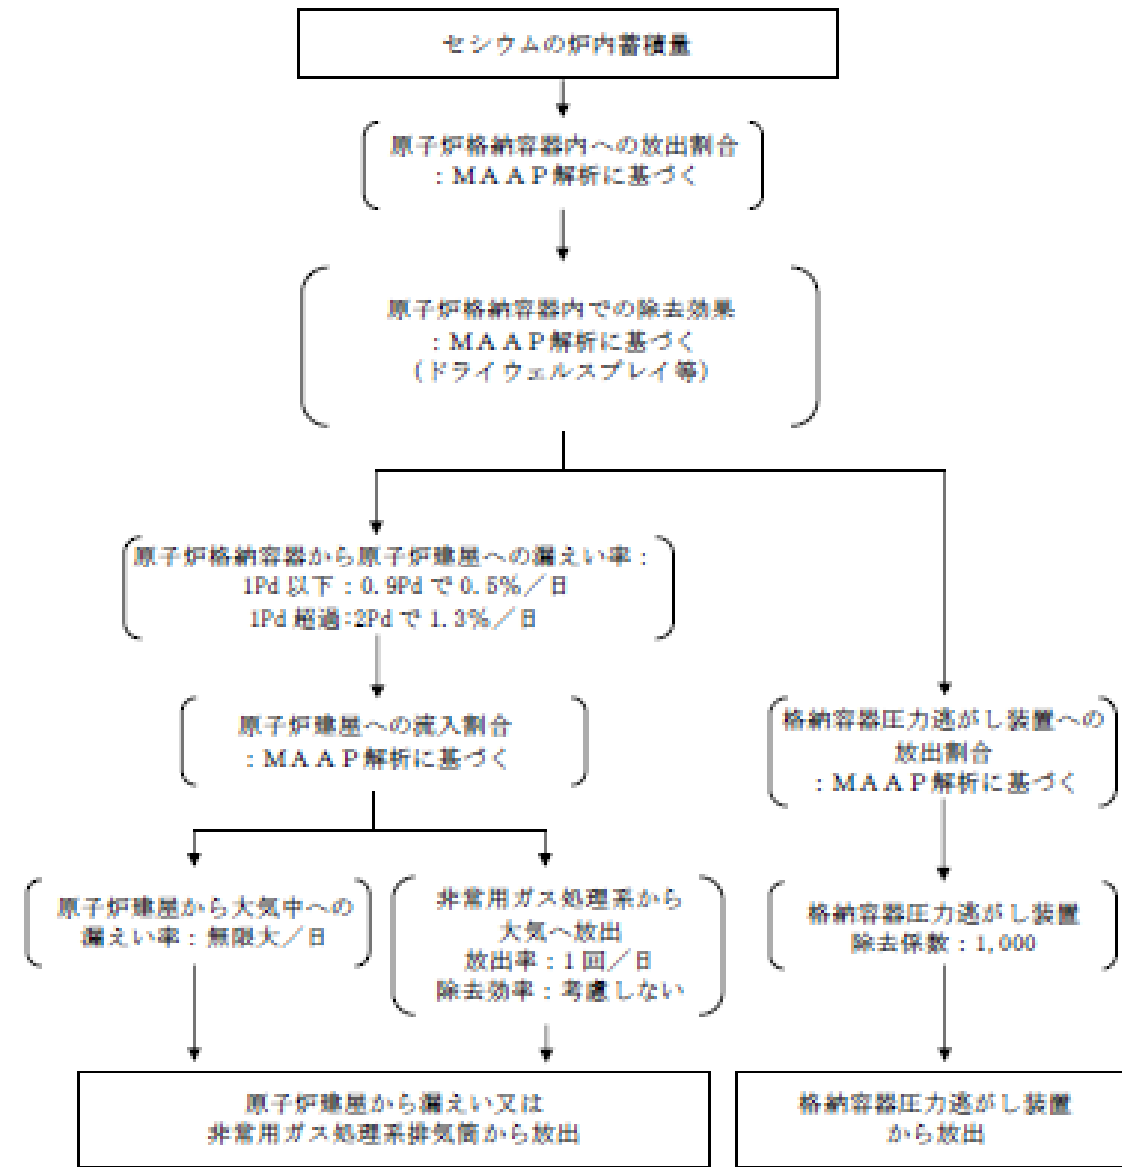 セシウムの炉内蓄積量
原子炉格納容器内への放出割合
：ＭＡＡＰ解析に基づく
原子炉格納容器内での除去効果
：ＭＡＡＰ解析に基づく
（ドライウェルスプレイ等）
原子炉格納容器から原子炉建屋への漏えい率：
1Pd 以下：0.9Pd で 0.5％／日
1Pd 超過：2Pd で 1.3％／日
原子炉建屋への流入割合
：ＭＡＡＰ解析に基づく
格納容器圧力逃がし装置への
放出割合
：ＭＡＡＰ解析に基づく
原子炉建屋から大気中への
漏えい率：無限大／日
非常用ガス処理系から
大気へ放出
放出率：1 回／日
除去効率：考慮しない
格納容器圧力逃がし装置
除去係数：1,000
原子炉建屋から漏えい又は
非常用ガス処理系排気筒から放出
格納容器圧力逃がし装置
から放出